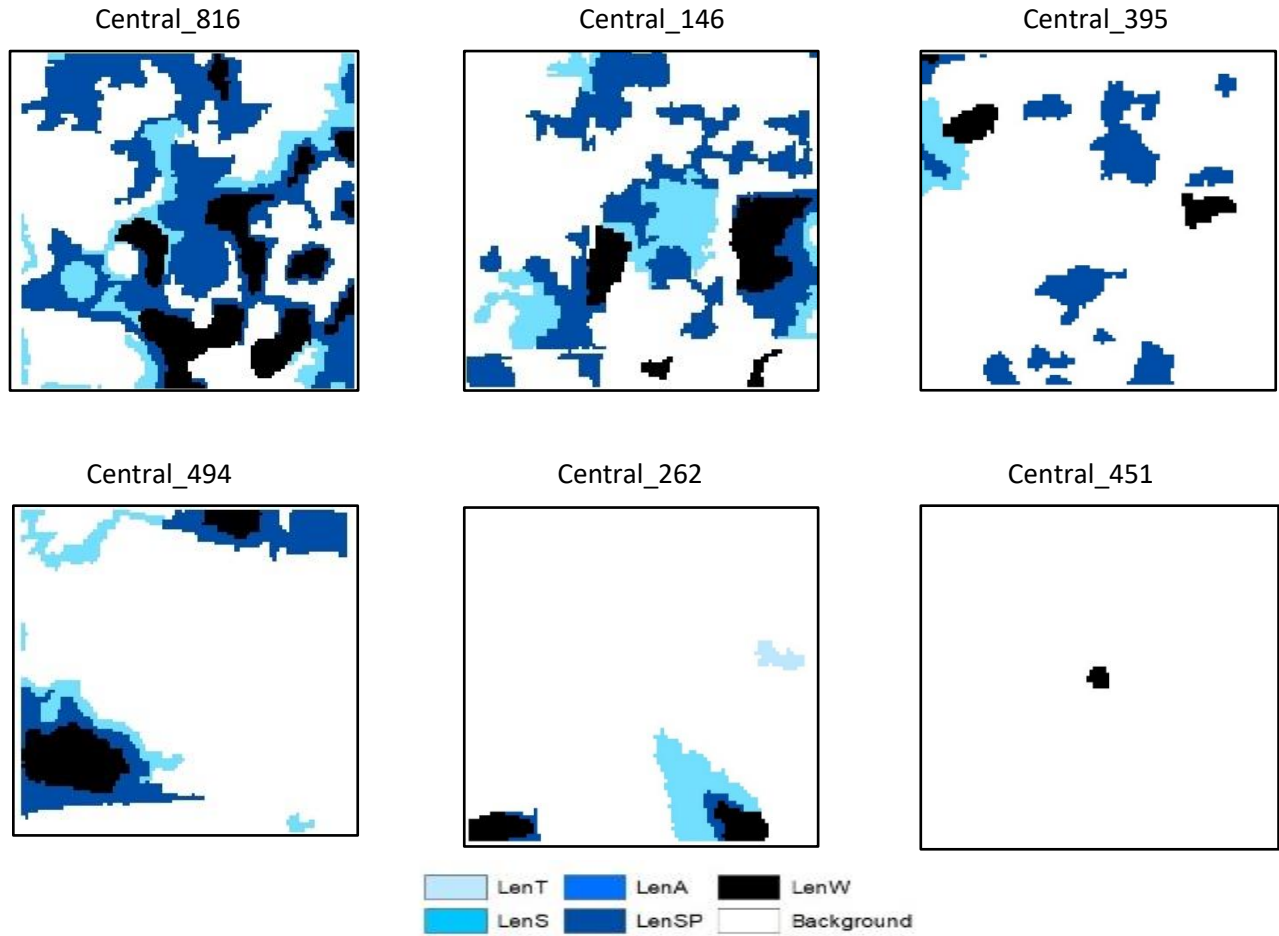 Central_816 Central_146 Central_395
Central_494 Central_262 Central_451
LenT LenA LenW
LenS LenSP Background